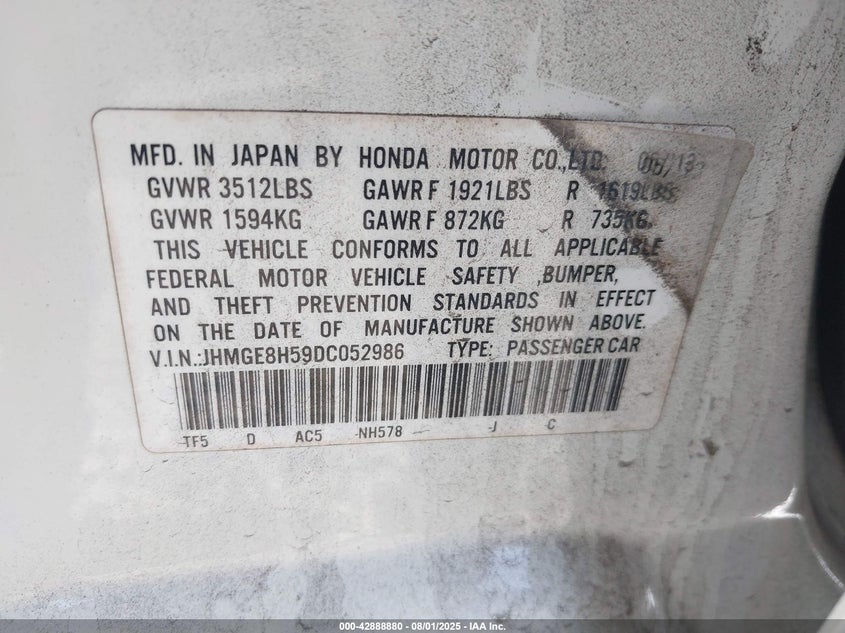 MFD. IN JAPAN BY HONDA MOTOR CO.,LTD 06/13
GVWR 3512LBS GAWR F 1921LBS R 1619LBS
GVWR 1594KG GAWR F 872KG R 735KG
THIS VEHICLE CONFORMS TO ALL APPLICABLE
FEDERAL MOTOR VEHICLE SAFETY ,BUMPER,
AND THEFT PREVENTION STANDARDS IN EFFECT
ON THE DATE OF MANUFACTURE SHOWN ABOVE.
V.I.N.:JHMGE8H59DC052986 TYPE: PASSENGER CAR
TF5 D AC5 NH578 — J C
000-42888880 - 08/01/2025 - IAA Inc.